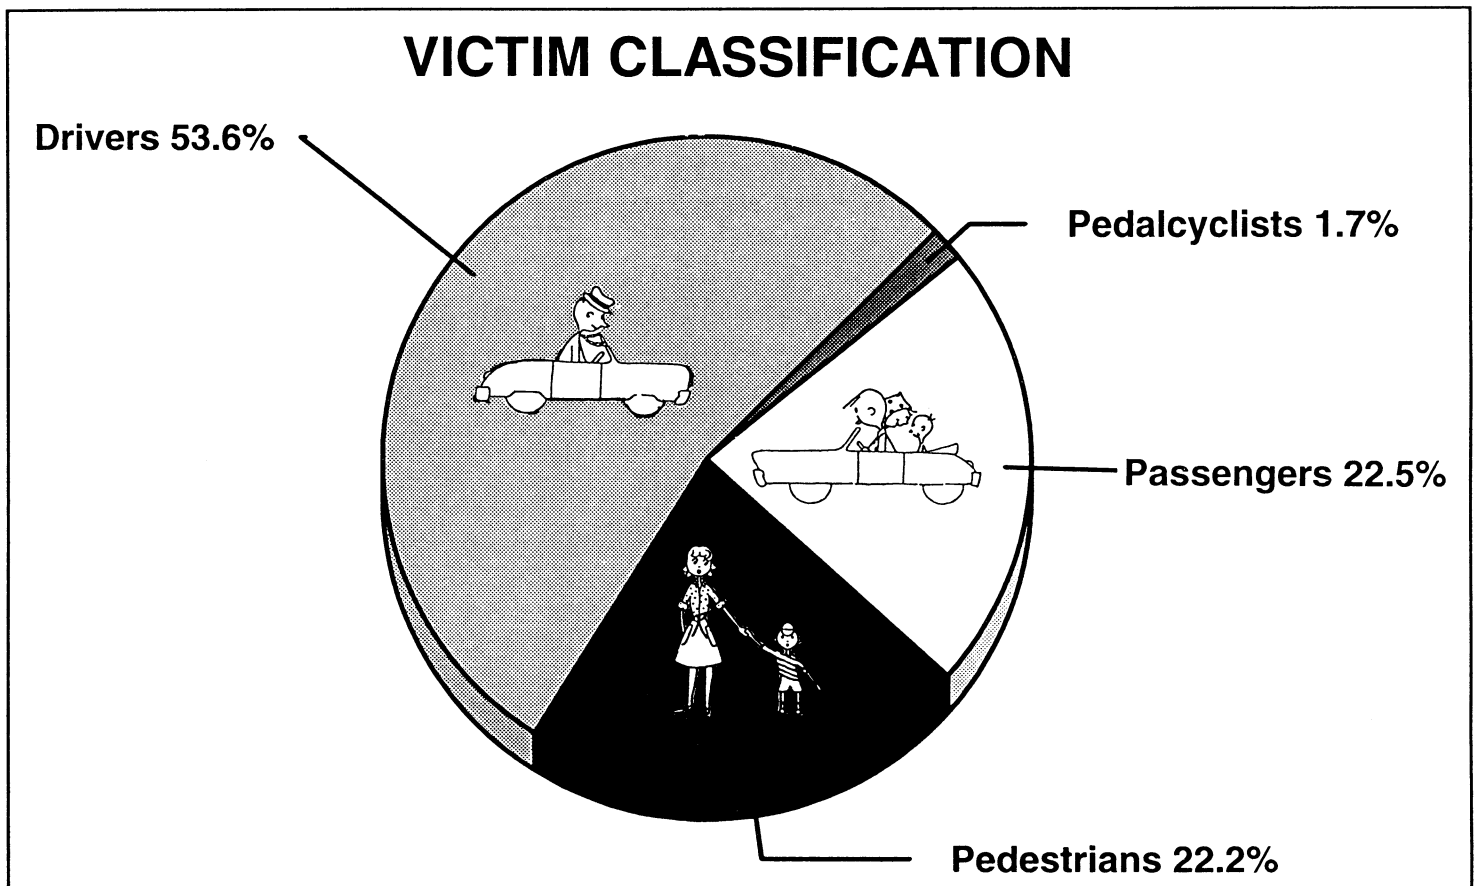 VICTIM CLASSIFICATION
Drivers 53.6%
Pedalcyclists 1.7%
Passengers 22.5%
Pedestrians 22.2%